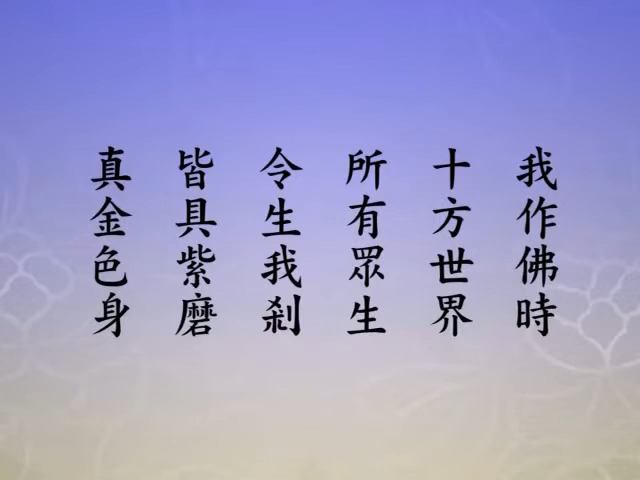 我作佛時
十方世界
所有眾生
令生我剎
皆具紫磨
真金色身